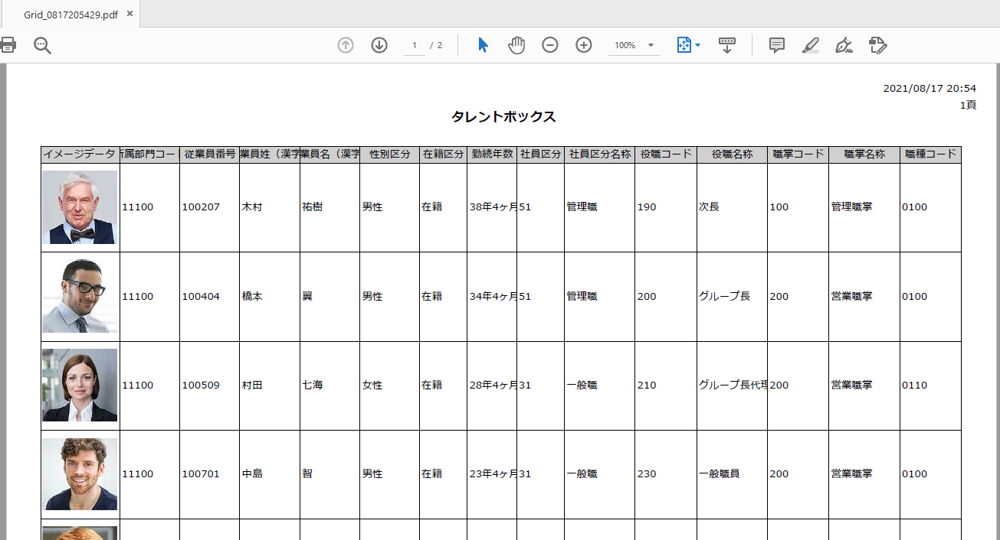 Grid_0817205429.pdf ×
1 / 2 100%
2021/08/17 20:54
1頁
タレントボックス
イメージデータ 所属部門コード 従業員番号 業員姓（漢字 業員名（漢字 性別区分 在籍区分 勤続年数 社員区分 社員区分名称 役職コード 役職名称 職掌コード 職掌名称 職種コード
11100 100207 木村 祐樹 男性 在籍 38年4ヶ月 51 管理職 190 次長 100 管理職掌 0100
11100 100404 橋本 翼 男性 在籍 34年4ヶ月 51 管理職 200 グループ長 200 営業職掌 0100
11100 100509 村田 七海 女性 在籍 28年4ヶ月 31 一般職 210 グループ長代理 200 営業職掌 0110
11100 100701 中島 智 男性 在籍 23年4ヶ月 31 一般職 230 一般職員 200 営業職掌 0100